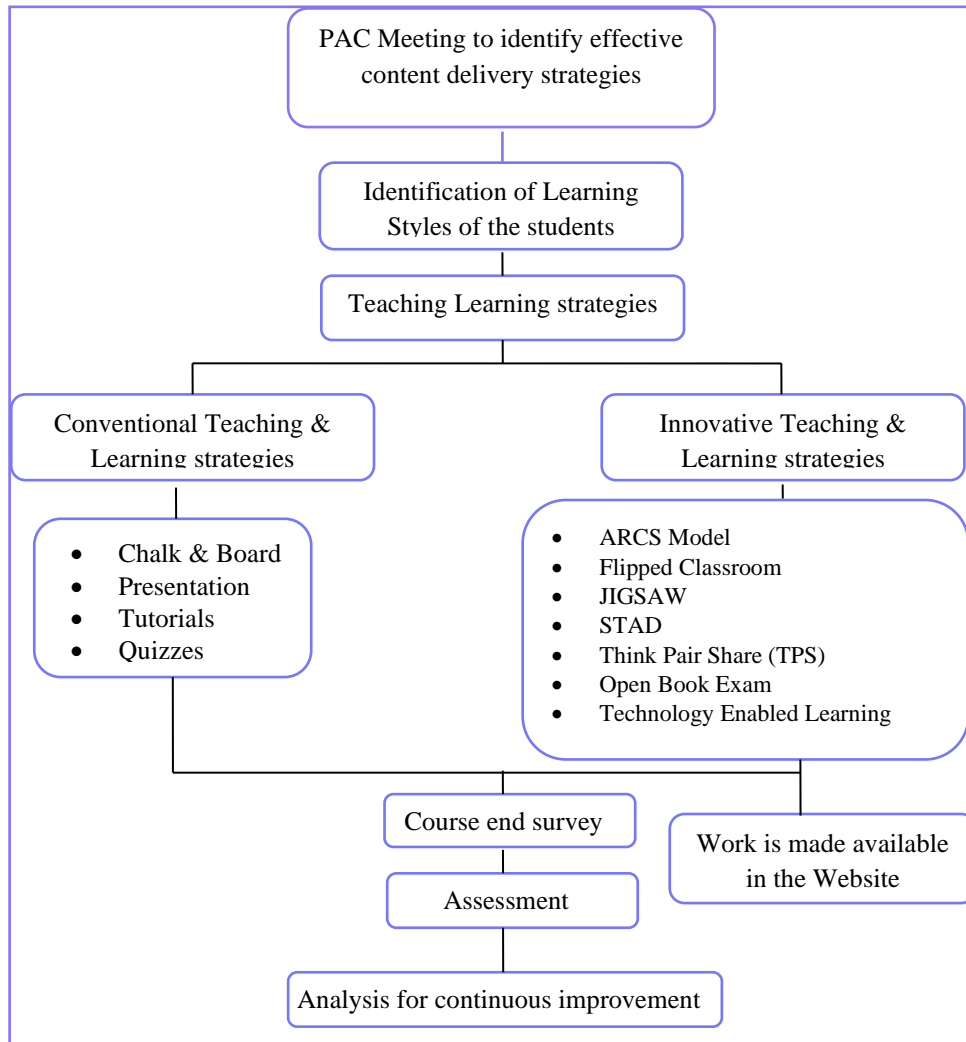 PAC Meeting to identify effective
content delivery strategies
Identification of Learning
Styles of the students
Teaching Learning strategies
Conventional Teaching &
Learning strategies
Innovative Teaching &
Learning strategies
• Chalk & Board
• Presentation
• Tutorials
• Quizzes
• ARCS Model
• Flipped Classroom
• JIGSAW
• STAD
• Think Pair Share (TPS)
• Open Book Exam
• Technology Enabled Learning
Course end survey
Work is made available
in the Website
Assessment
Analysis for continuous improvement